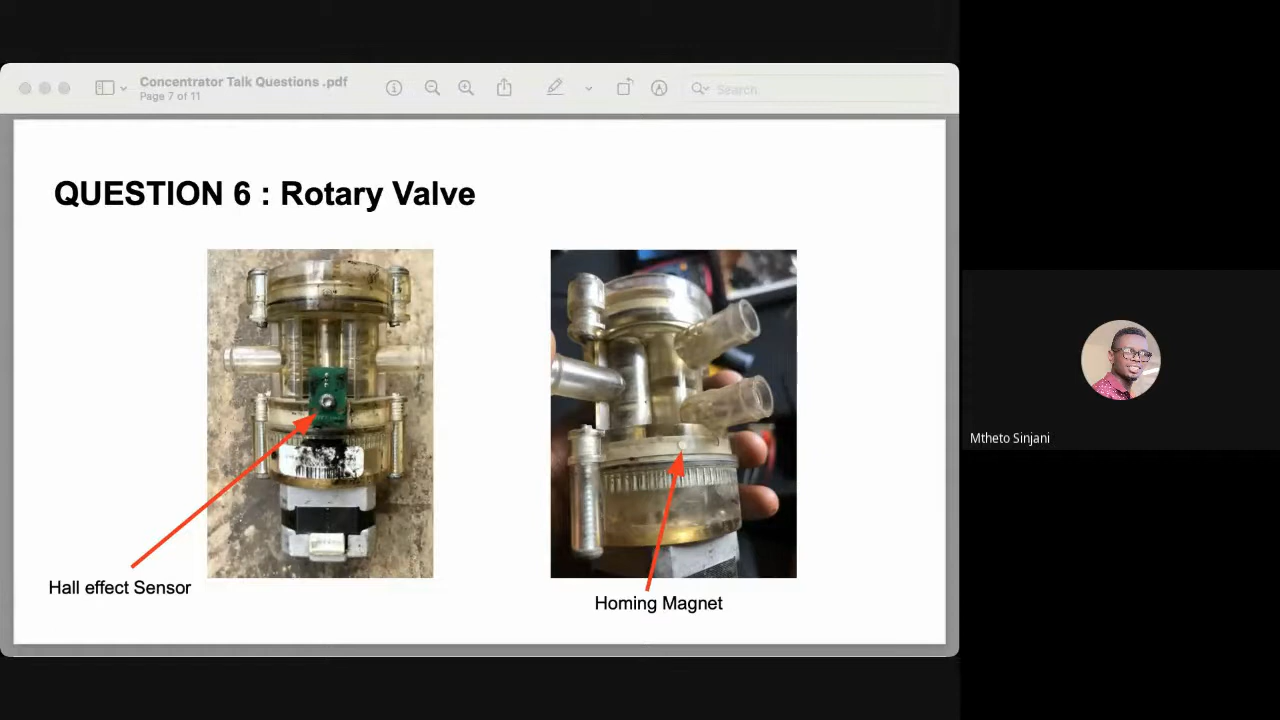 Concentrator Talk Questions .pdf
Page 7 of 11
Search
QUESTION 6 : Rotary Valve
Hall effect Sensor
Homing Magnet
Mtheto Sinjani